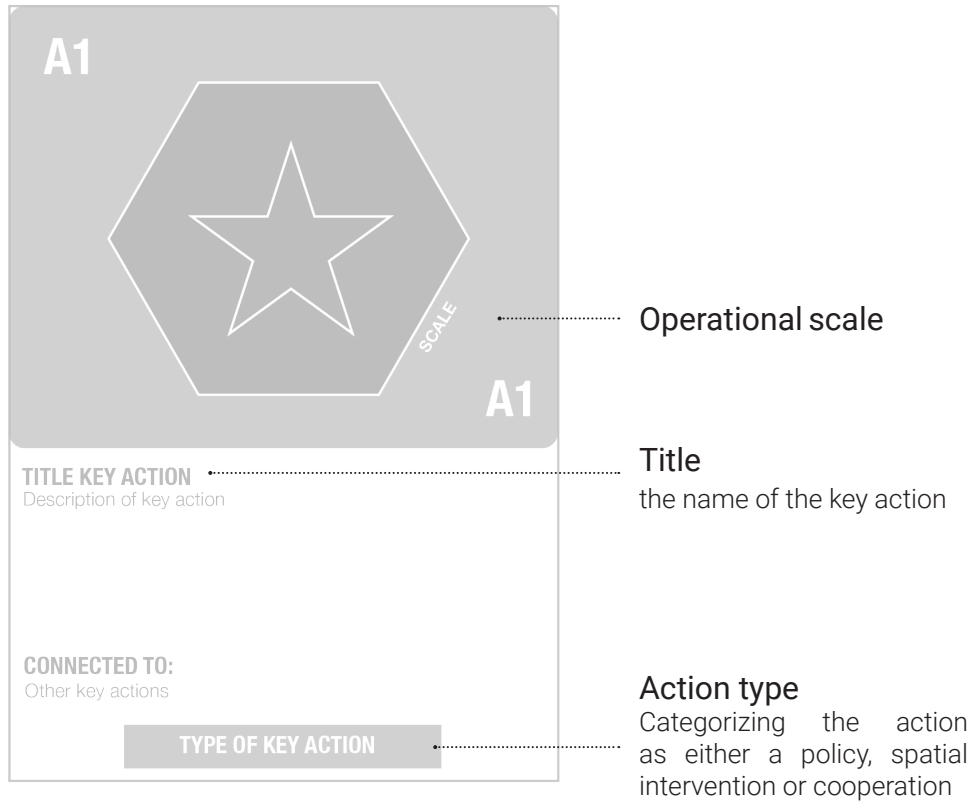 A1
SCALE
A1
Operational scale
TITLE KEY ACTION
Description of key action
Title
the name of the key action
CONNECTED TO:
Other key actions
TYPE OF KEY ACTION
Action type
Categorizing the action
as either a policy, spatial
intervention or cooperation